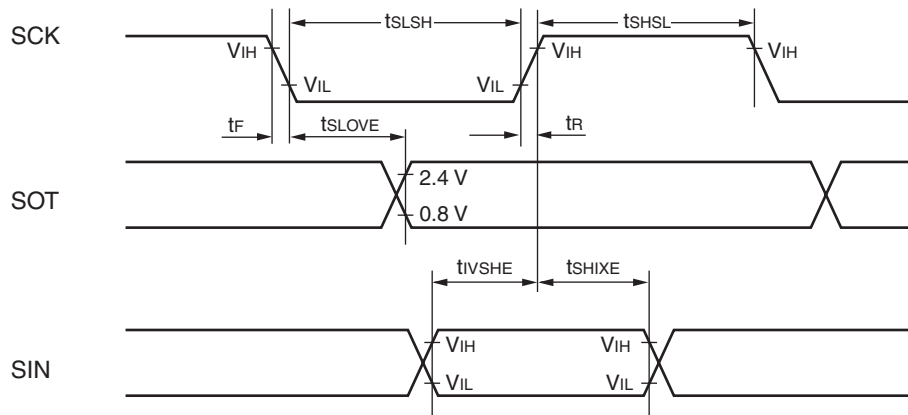 tSLSH tSHSL
SCK VIH VIH VIH
VIL VIL
tF tSLOVE tR
SOT 2.4 V
0.8 V
tIVSHE tSHIXE
SIN VIH VIH
VIL VIL